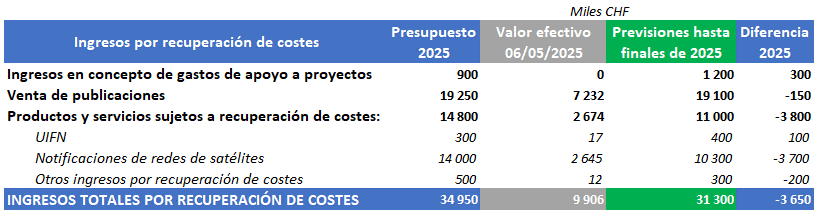 Miles CHF
Ingresos por recuperación de costes Presupuesto 2025 Valor efectivo 06/05/2025 Previsiones hasta finales de 2025 Diferencia 2025
Ingresos en concepto de gastos de apoyo a proyectos 900 0 1 200 300
Venta de publicaciones 19 250 7 232 19 100 -150
Productos y servicios sujetos a recuperación de costes: 14 800 2 674 11 000 -3 800
UIFN 300 17 400 100
Notificaciones de redes de satélites 14 000 2 645 10 300 -3 700
Otros ingresos por recuperación de costes 500 12 300 -200
INGRESOS TOTALES POR RECUPERACIÓN DE COSTES 34 950 9 906 31 300 -3 650